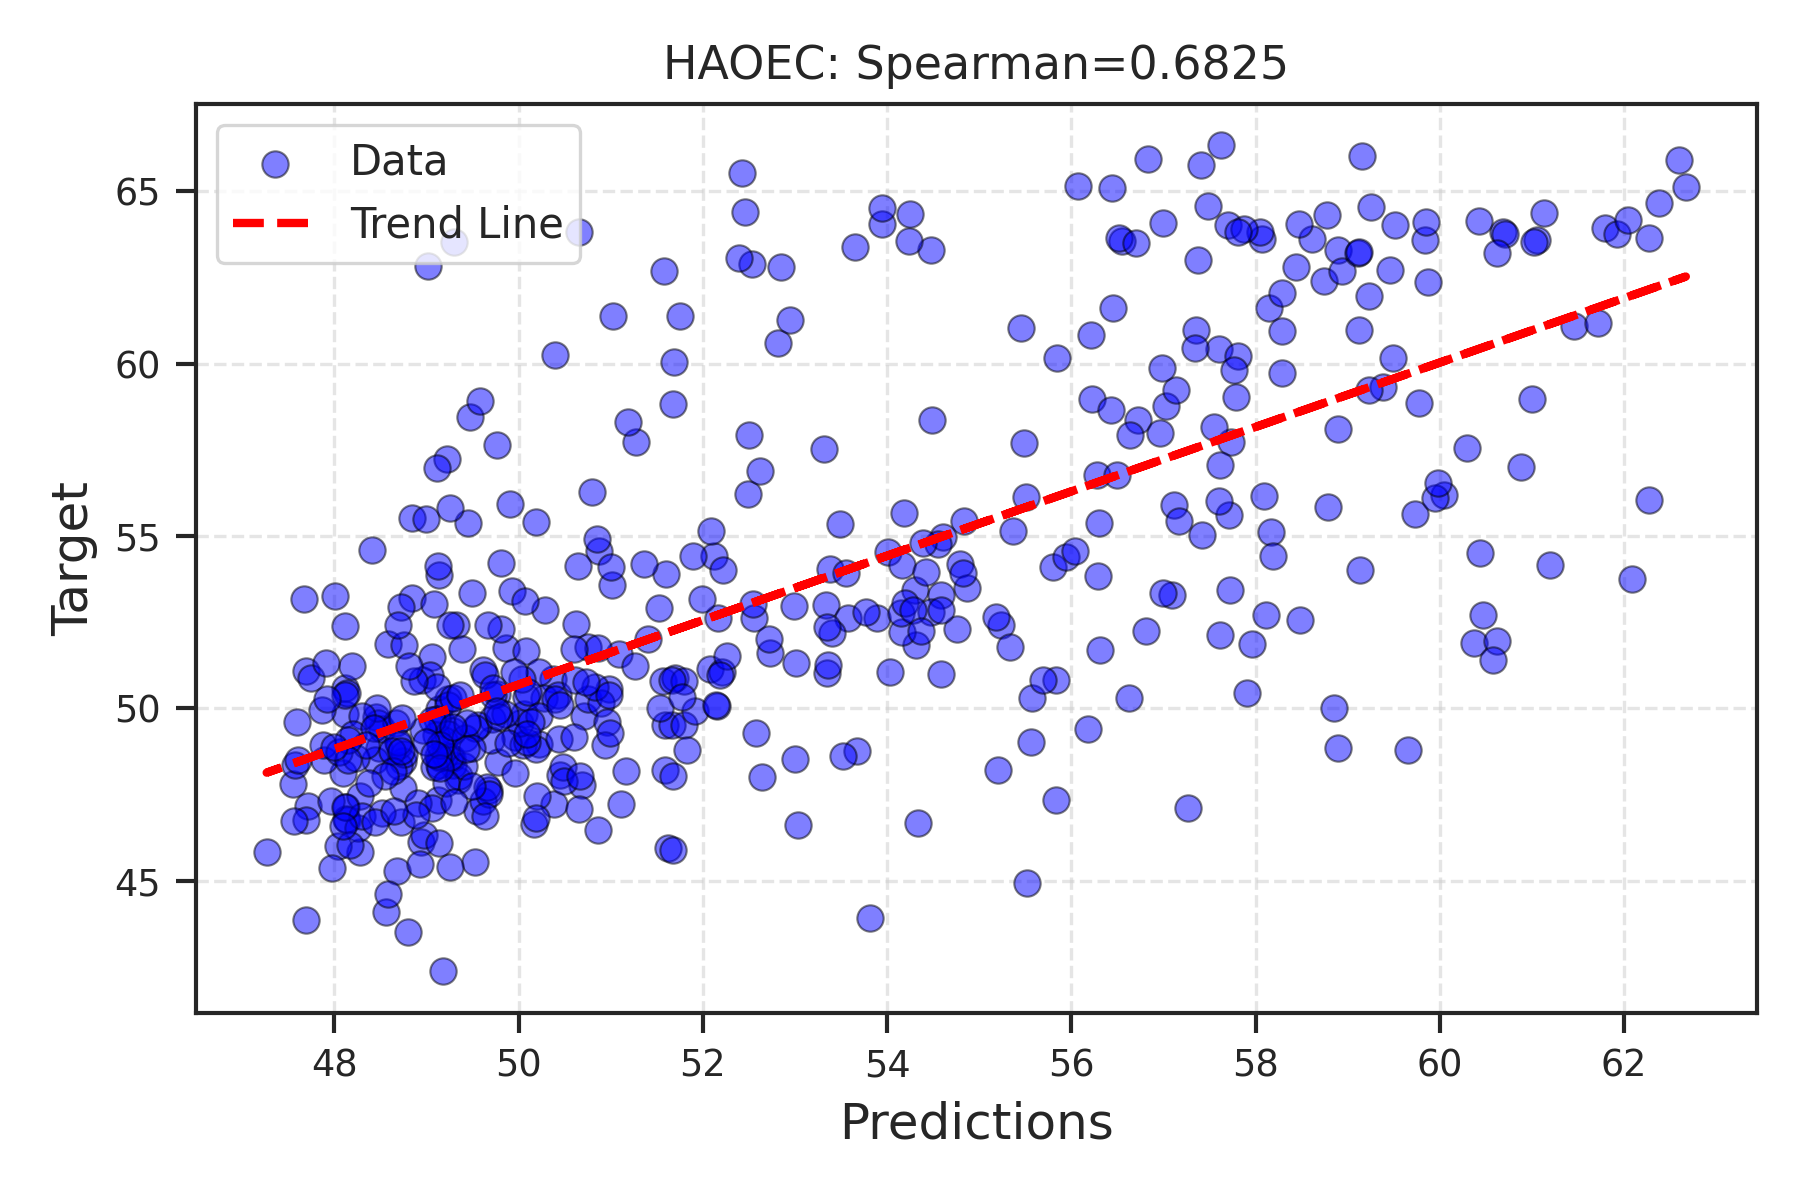 HAOEC: Spearman=0.6825
Data
Trend Line
65
60
55
50
45
Target
48 50 52 54 56 58 60 62
Predictions